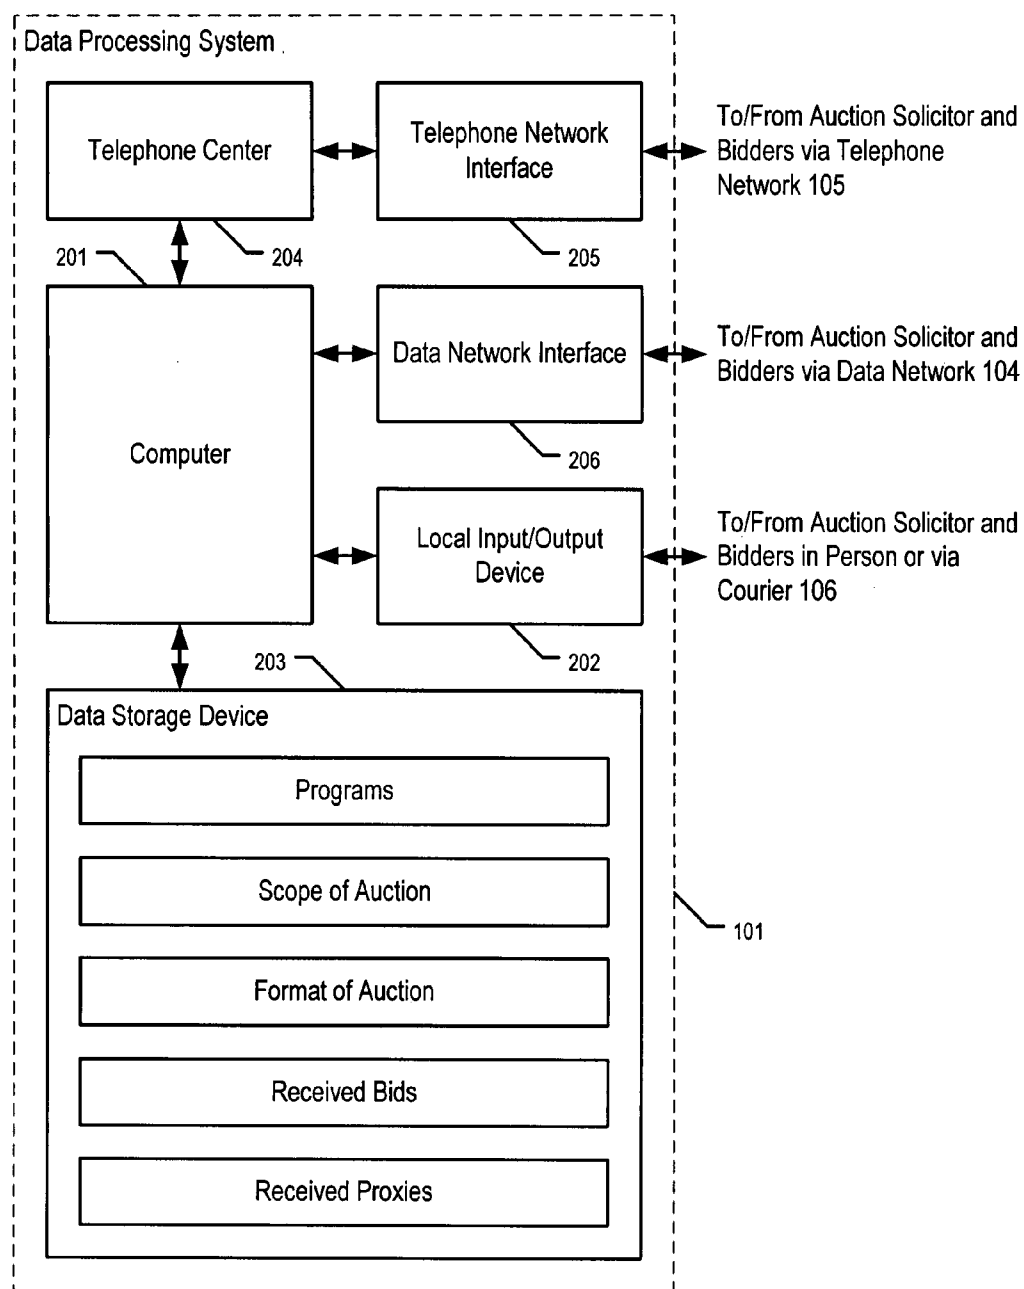 Data Processing System
Telephone Center
Telephone Network
Interface
To/From Auction Solicitor and
Bidders via Telephone
Network 105
201
204
205
Computer
Data Network Interface
To/From Auction Solicitor and
Bidders via Data Network 104
206
Local Input/Output
Device
To/From Auction Solicitor and
Bidders in Person or via
Courier 106
203
202
Data Storage Device
Programs
Scope of Auction
101
Format of Auction
Received Bids
Received Proxies